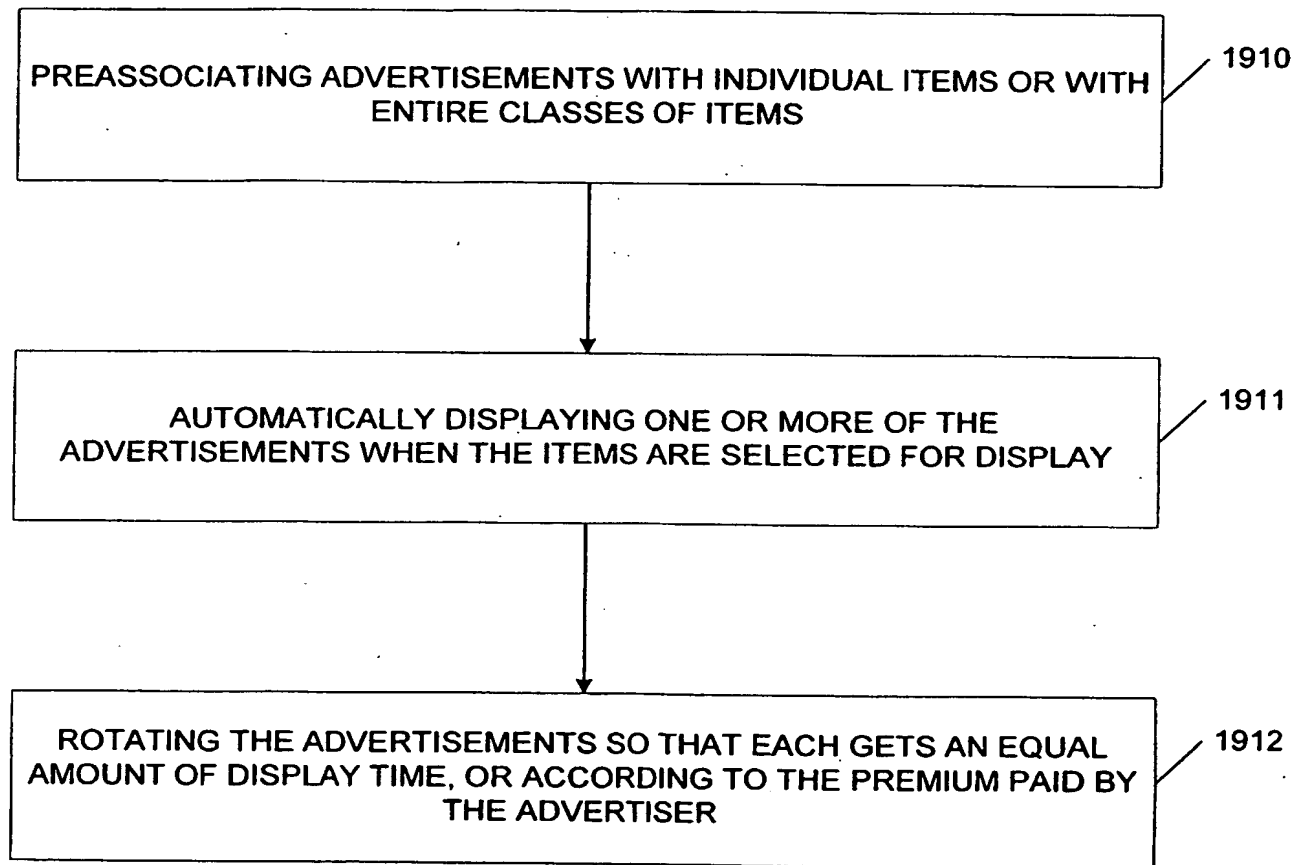 PREASSOCIATING ADVERTISEMENTS WITH INDIVIDUAL ITEMS OR WITH
ENTIRE CLASSES OF ITEMS
1910
AUTOMATICALLY DISPLAYING ONE OR MORE OF THE
ADVERTISEMENTS WHEN THE ITEMS ARE SELECTED FOR DISPLAY
1911
ROTATING THE ADVERTISEMENTS SO THAT EACH GETS AN EQUAL
AMOUNT OF DISPLAY TIME, OR ACCORDING TO THE PREMIUM PAID BY
THE ADVERTISER
1912